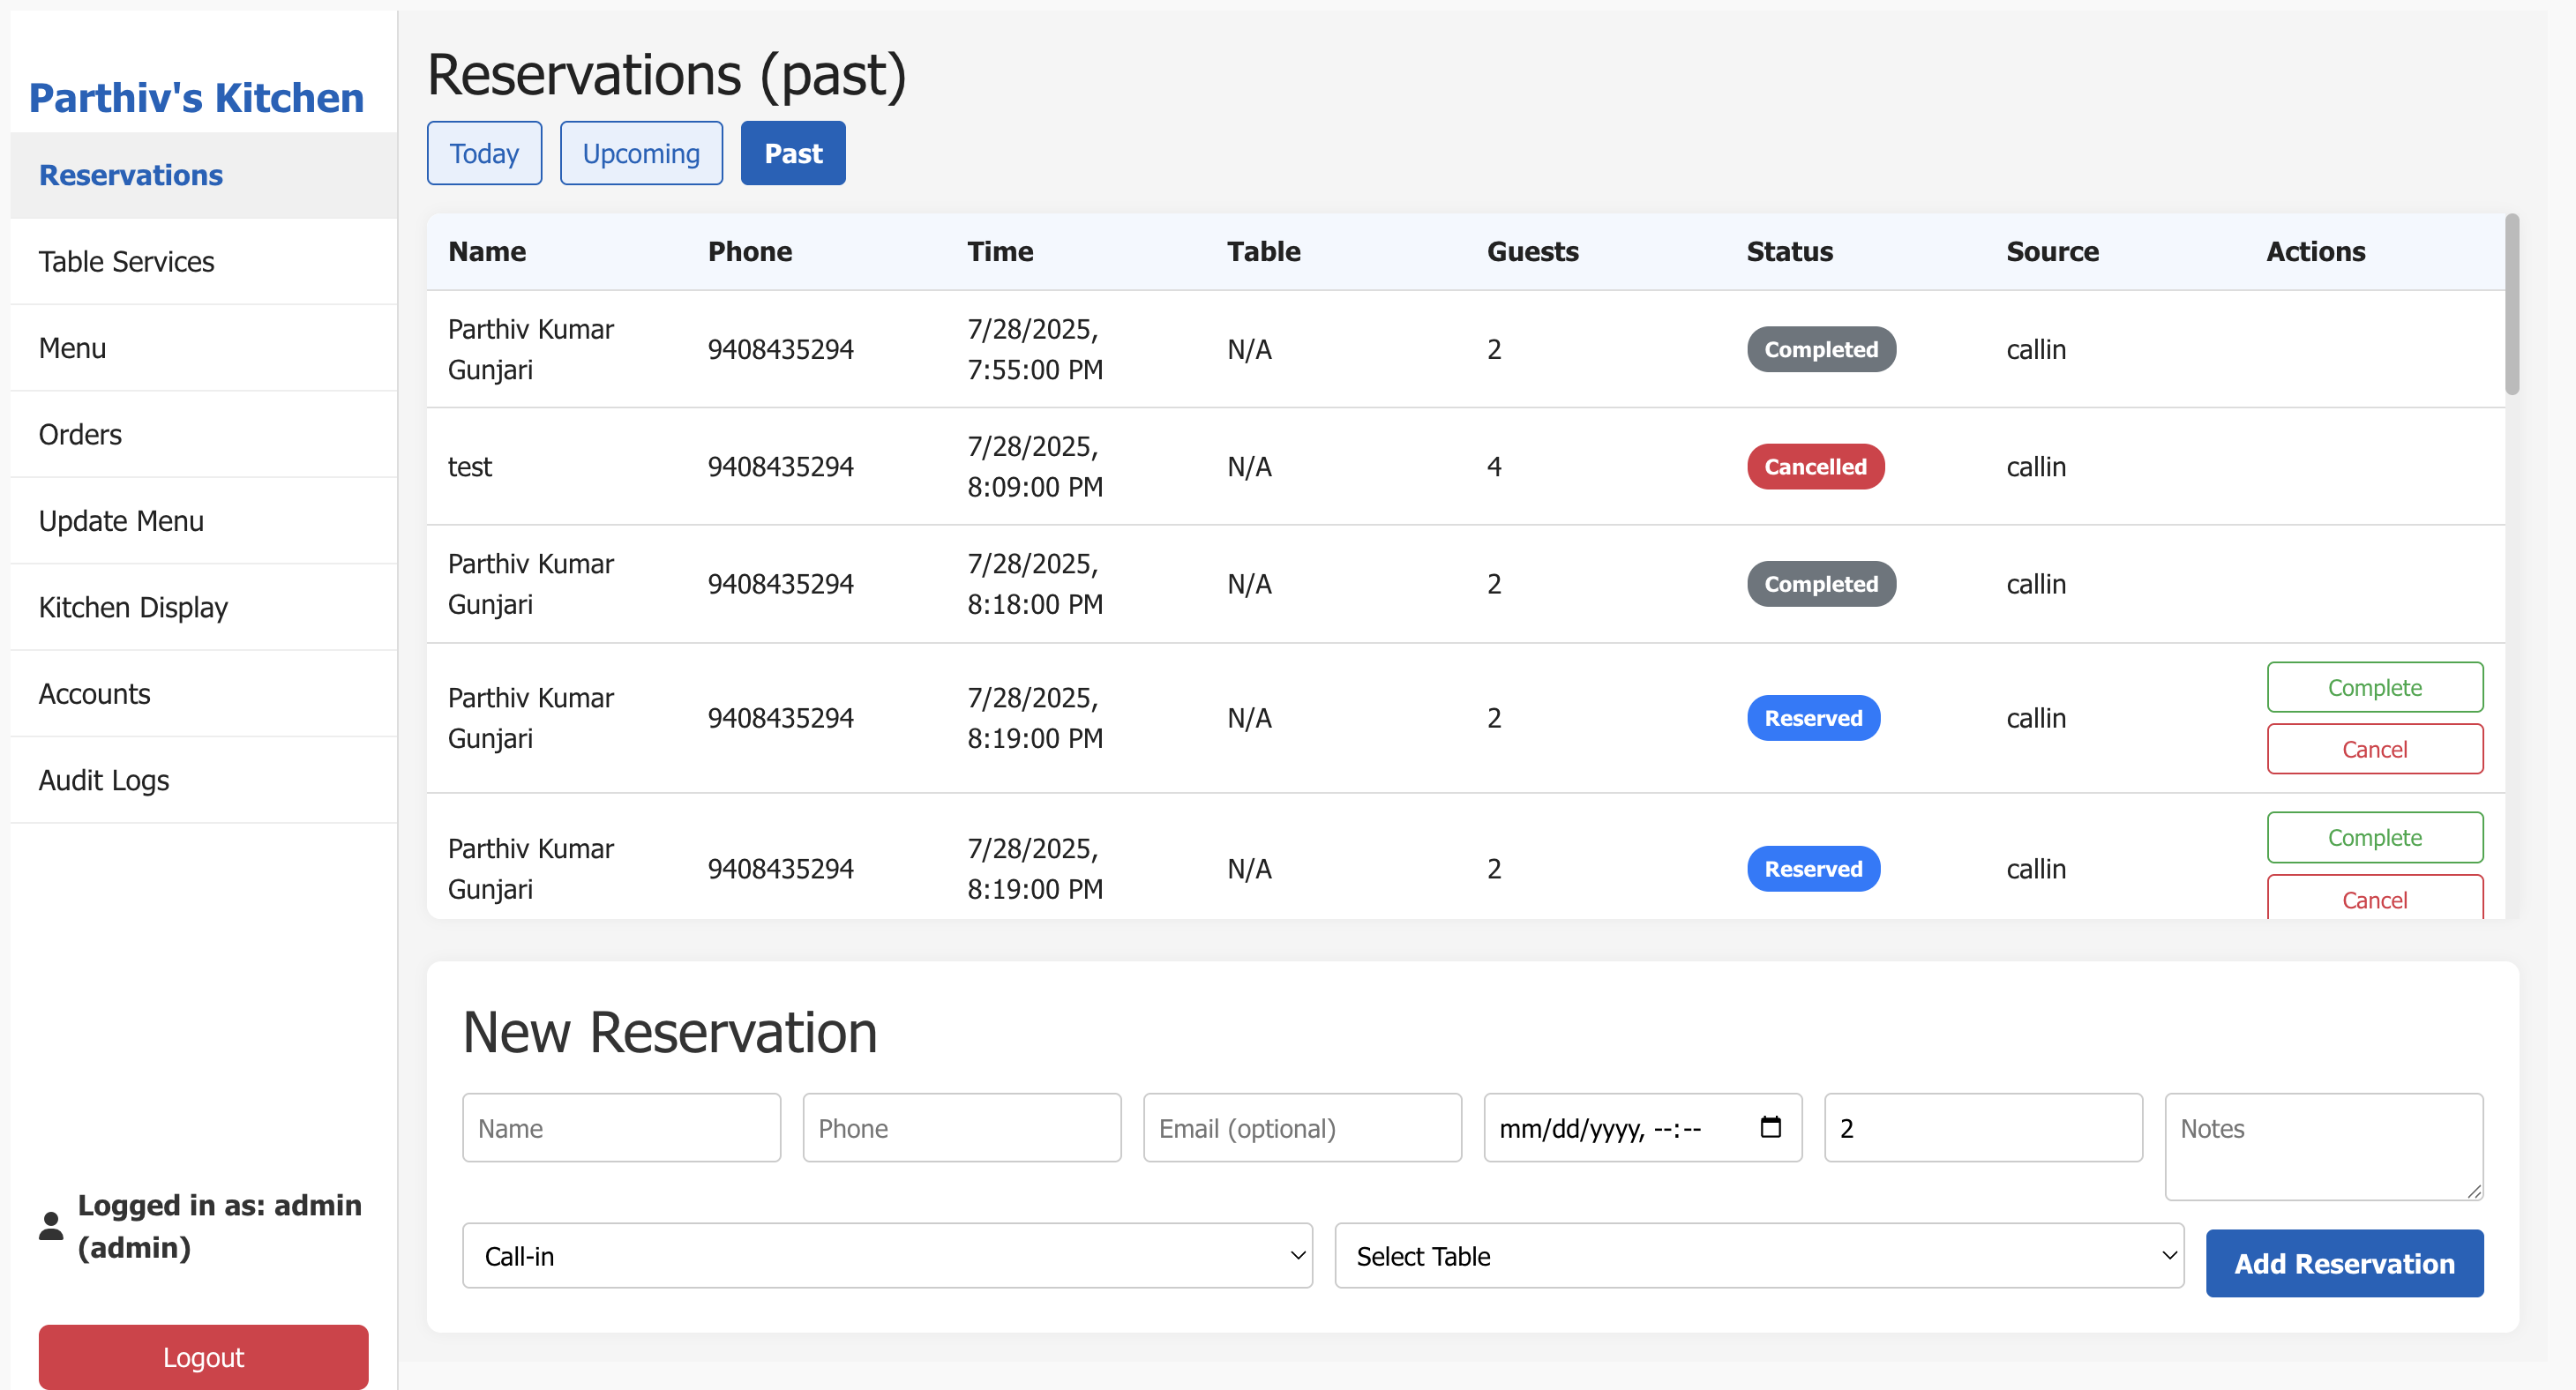 Parthiv's Kitchen
Reservations
Table Services
Menu
Orders
Update Menu
Kitchen Display
Accounts
Audit Logs
Logged in as: admin
(admin)
Logout
Reservations (past)
Today Upcoming Past
Name Phone Time Table Guests Status Source Actions
Parthiv Kumar
Gunjari 9408435294 7/28/2025,
7:55:00 PM N/A 2 Completed callin
test 9408435294 7/28/2025,
8:09:00 PM N/A 4 Cancelled callin
Parthiv Kumar
Gunjari 9408435294 7/28/2025,
8:18:00 PM N/A 2 Completed callin
Parthiv Kumar
Gunjari 9408435294 7/28/2025,
8:19:00 PM N/A 2 Reserved callin Complete
Cancel
Parthiv Kumar
Gunjari 9408435294 7/28/2025,
8:19:00 PM N/A 2 Reserved callin Complete
Cancel
New Reservation
Name Phone Email (optional) mm/dd/yyyy, --:-- 2 Notes
Call-in Select Table Add Reservation